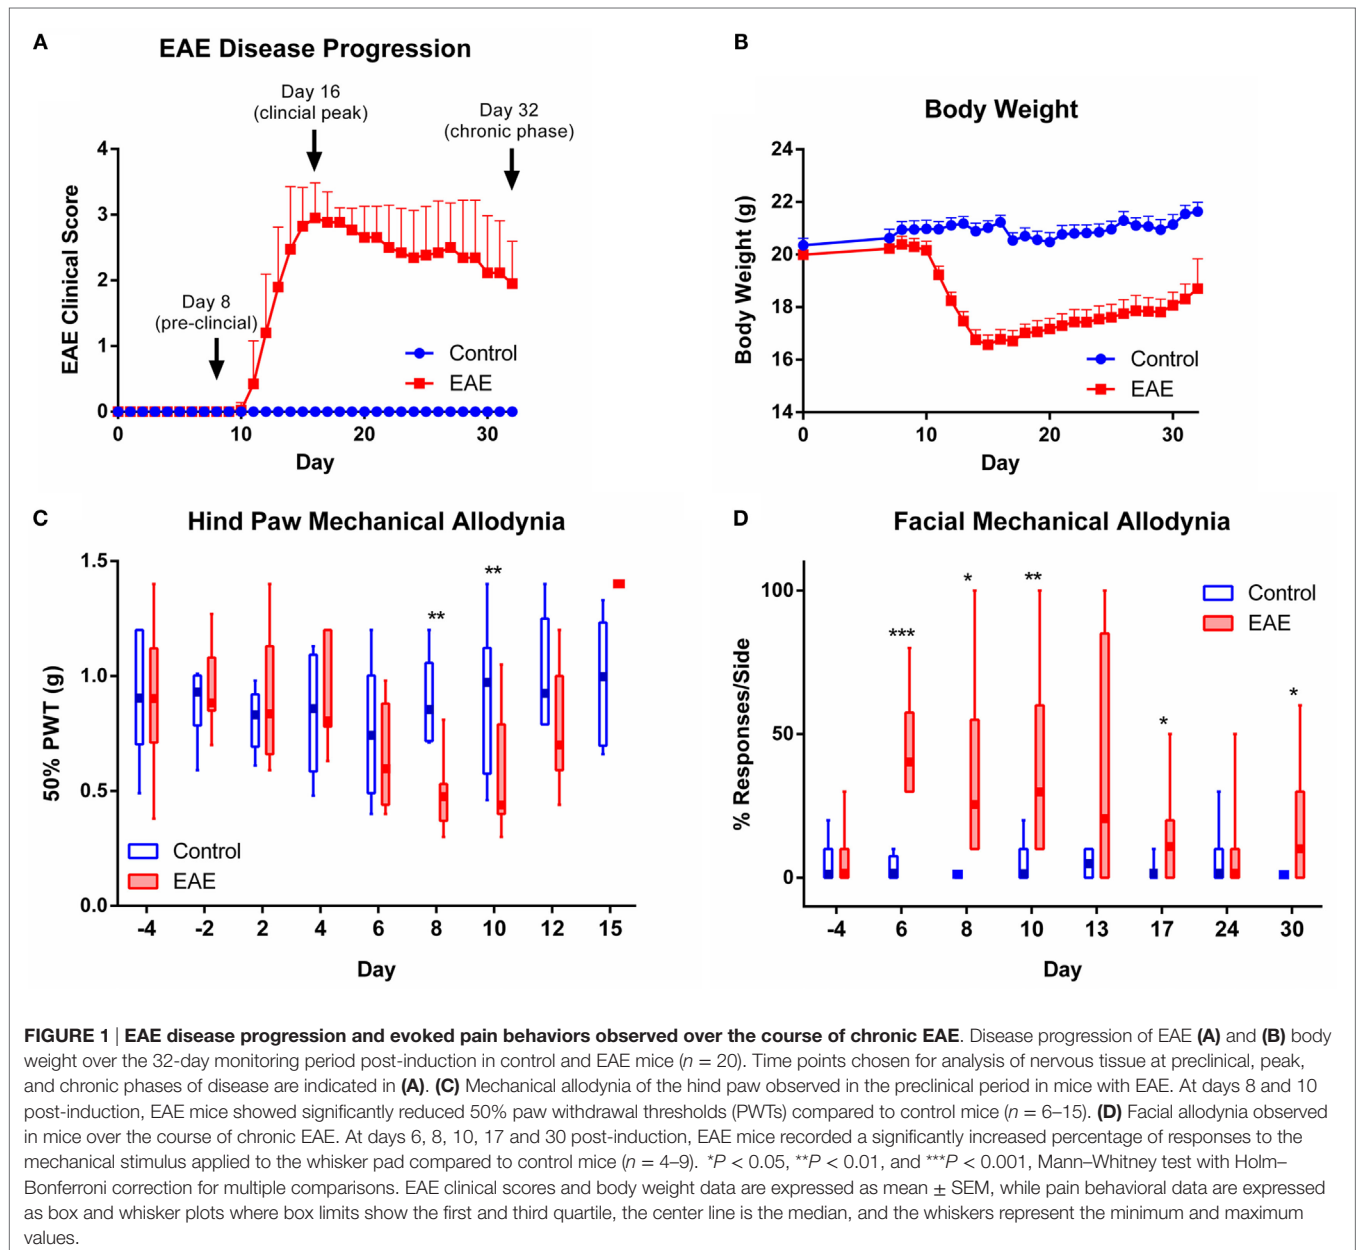 A
EAE Disease Progression
Day 16
(clincial peak)
Day 32
(chronic phase)
Day 8
(pre-clincial)
4
3
2
1
0
EAE Clinical Score
Control
EAE
0
10
20
30
Day
B
Body Weight
24
22
20
18
16
14
Body Weight (g)
Control
EAE
0
10
20
30
Day
C
Hind Paw Mechanical Allodynia
1.5
1.0
0.5
0.0
50% PWT (g)
**
**
Control
EAE
-4
-2
2
4
6
8
10
12
15
Day
D
Facial Mechanical Allodynia
100
50
0
% Responses/Side
***
*
**
*
*
Control
EAE
-4
6
8
10
13
17
24
30
Day
FIGURE 1 | EAE disease progression and evoked pain behaviors observed over the course of chronic EAE. Disease progression of EAE (A) and (B) body
weight over the 32-day monitoring period post-induction in control and EAE mice (n = 20). Time points chosen for analysis of nervous tissue at preclinical, peak,
and chronic phases of disease are indicated in (A). (C) Mechanical allodynia of the hind paw observed in the preclinical period in mice with EAE. At days 8 and 10
post-induction, EAE mice showed significantly reduced 50% paw withdrawal thresholds (PWTs) compared to control mice (n = 6–15). (D) Facial allodynia observed
in mice over the course of chronic EAE. At days 6, 8, 10, 17 and 30 post-induction, EAE mice recorded a significantly increased percentage of responses to the
mechanical stimulus applied to the whisker pad compared to control mice (n = 4–9). *P < 0.05, **P < 0.01, and ***P < 0.001, Mann–Whitney test with Holm–
Bonferroni correction for multiple comparisons. EAE clinical scores and body weight data are expressed as mean ± SEM, while pain behavioral data are expressed
as box and whisker plots where box limits show the first and third quartile, the center line is the median, and the whiskers represent the minimum and maximum
values.